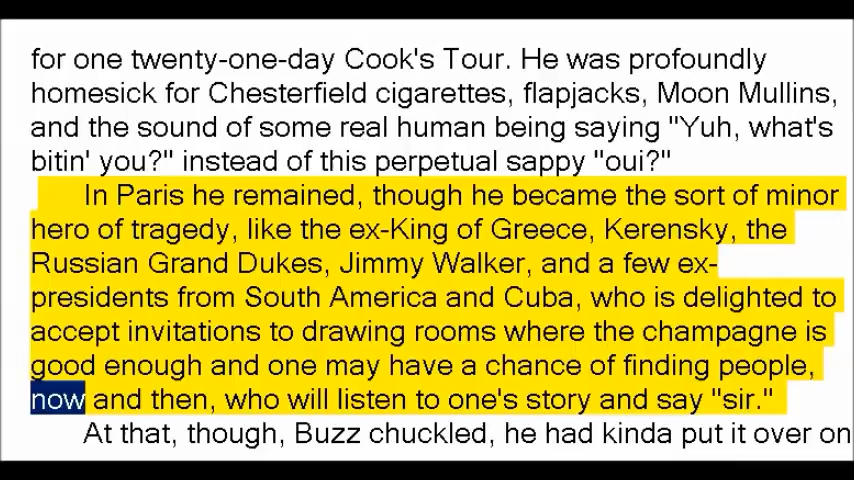 for one twenty-one-day Cook's Tour. He was profoundly
homesick for Chesterfield cigarettes, flapjacks, Moon Mullins,
and the sound of some real human being saying "Yuh, what's
bitin' you?" instead of this perpetual sappy "oui?"
In Paris he remained, though he became the sort of minor
hero of tragedy, like the ex-King of Greece, Kerensky, the
Russian Grand Dukes, Jimmy Walker, and a few ex-
presidents from South America and Cuba, who is delighted to
accept invitations to drawing rooms where the champagne is
good enough and one may have a chance of finding people,
now and then, who will listen to one's story and say "sir."
At that, though, Buzz chuckled, he had kinda put it over on